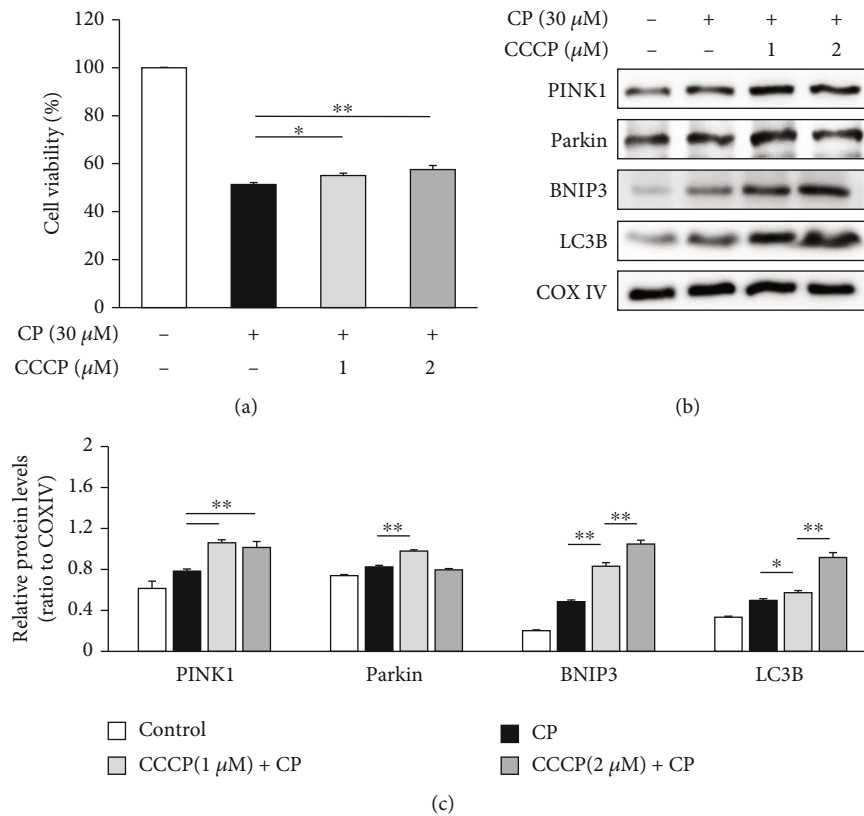 120
100
80
60
40
20
0
Cell viability (%)
*
**
CP (30 μM) – + + +
CCCP (μM) – – 1 2
(a)
CP (30 μM) – + + +
CCCP (μM) – – 1 2
PINK1
Parkin
BNIP3
LC3B
COX IV
(b)
2
1.6
1.2
0.8
0.4
0
Relative protein levels
(ratio to COXIV)
**
**
**
**
*
**
PINK1 Parkin BNIP3 LC3B
Control CP
CCCP(1 μM) + CP CCCP(2 μM) + CP
(c)